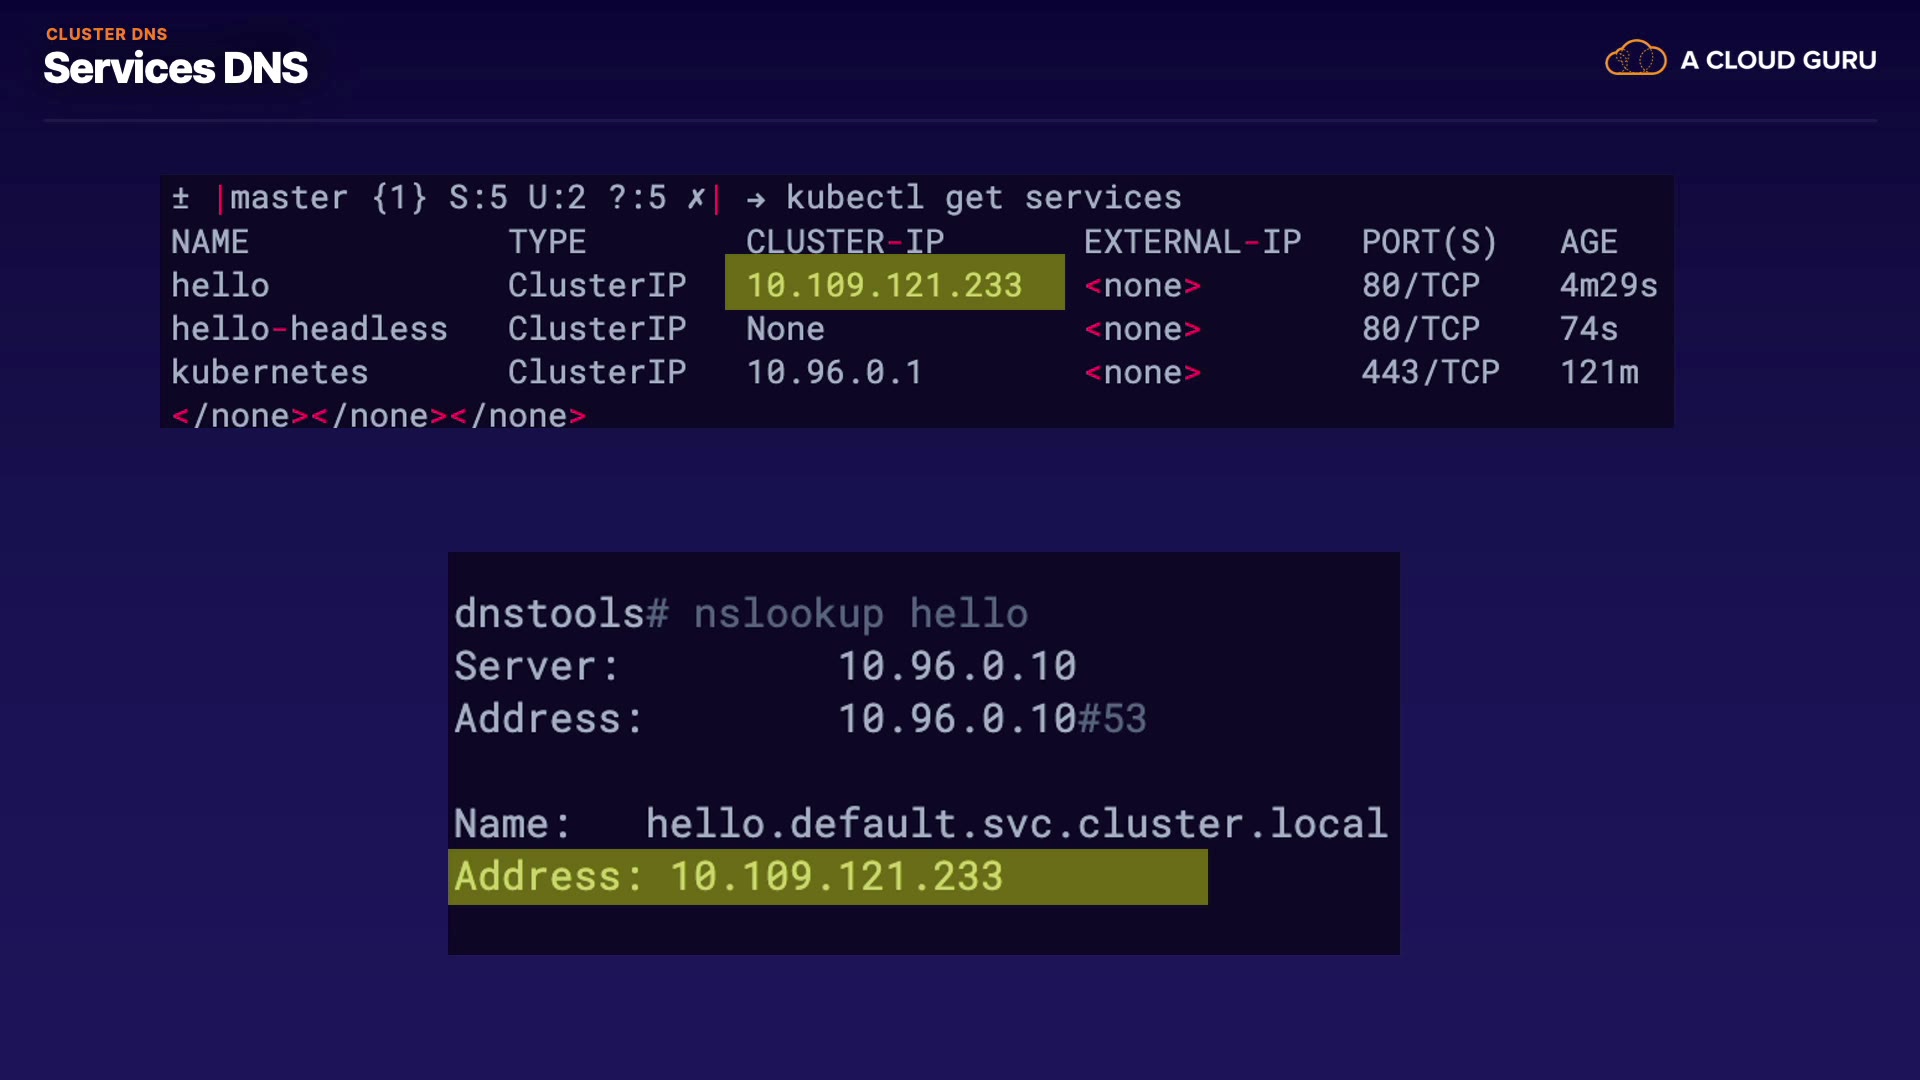 CLUSTER DNS
Services DNS
A CLOUD GURU
± |master {1} S:5 U:2 ?:5 ✗| → kubectl get services
NAME TYPE CLUSTER-IP EXTERNAL-IP PORT(S) AGE
hello ClusterIP 10.109.121.233 <none> 80/TCP 4m29s
hello-headless ClusterIP None <none> 80/TCP 74s
kubernetes ClusterIP 10.96.0.1 <none> 443/TCP 121m
</none></none></none>
dnstools# nslookup hello
Server: 10.96.0.10
Address: 10.96.0.10#53
Name: hello.default.svc.cluster.local
Address: 10.109.121.233